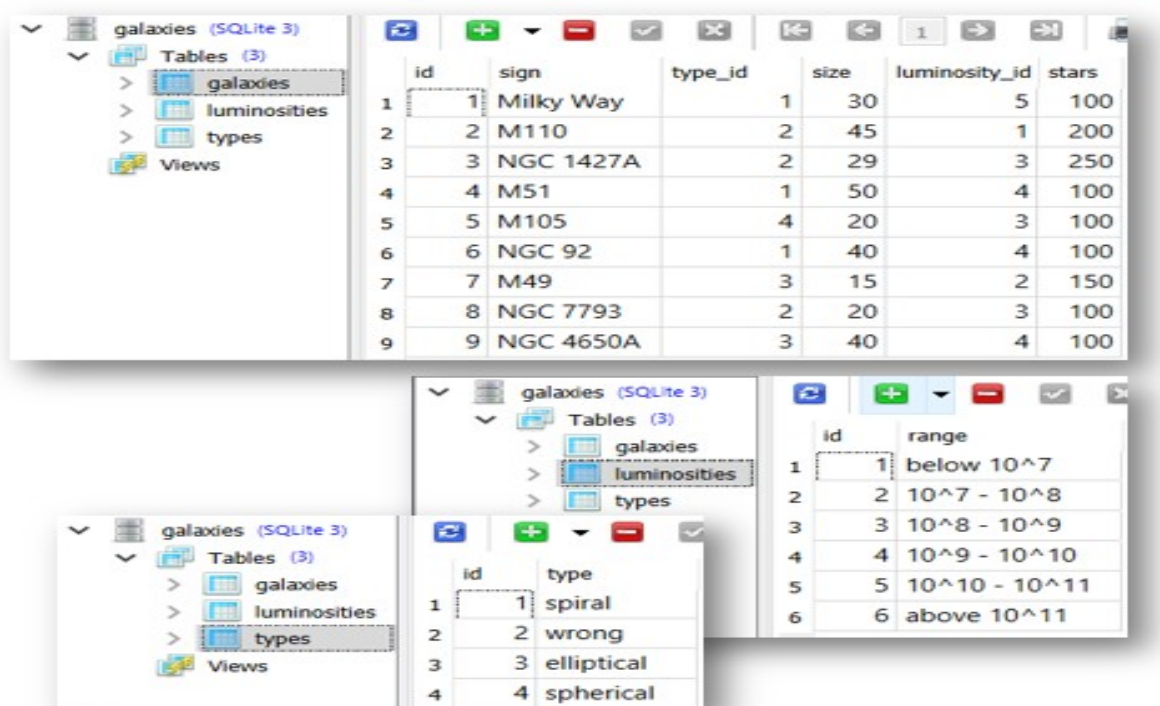 galaxies (SQLite 3)
Tables (3)
galaxies
luminosities
types
Views
1
id sign type_id size luminosity_id stars
1 1 Milky Way 1 30 5 100
2 2 M110 2 45 1 200
3 3 NGC 1427A 2 29 3 250
4 4 M51 1 50 4 100
5 5 M105 4 20 3 100
6 6 NGC 92 1 40 4 100
7 7 M49 3 15 2 150
8 8 NGC 7793 2 20 3 100
9 9 NGC 4650A 3 40 4 100
galaxies (SQLite 3)
Tables (3)
galaxies
luminosities
types
id range
1 1 below 10^7
2 2 10^7 - 10^8
3 3 10^8 - 10^9
4 4 10^9 - 10^10
5 5 10^10 - 10^11
6 6 above 10^11
galaxies (SQLite 3)
Tables (3)
galaxies
luminosities
types
Views
id type
1 1 spiral
2 2 wrong
3 3 elliptical
4 4 spherical